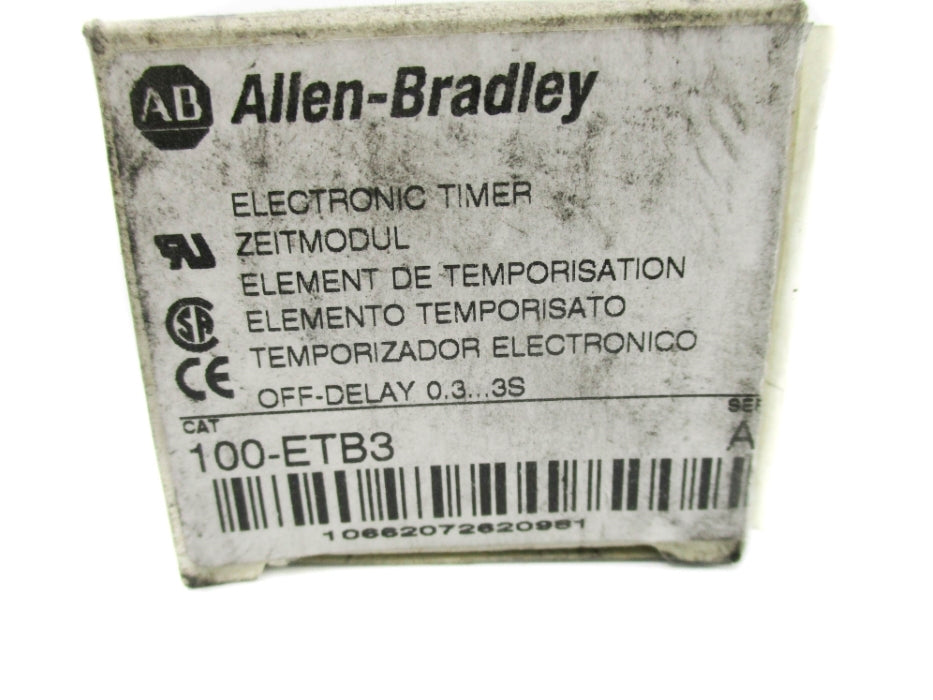 AB Allen-Bradley
ELECTRONIC TIMER
ZEITMODUL
ELEMENT DE TEMPORISATION
ELEMENTO TEMPORISATO
TEMPORIZADOR ELECTRONICO
OFF-DELAY 0.3...3S
CAT
100-ETB3
A
10662072620981